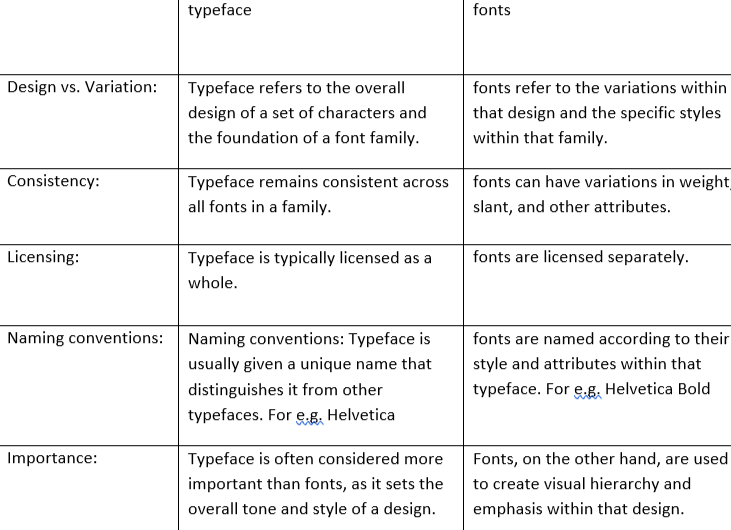 typeface
fonts
Design vs. Variation:
Typeface refers to the overall
design of a set of characters and
the foundation of a font family.
fonts refer to the variations within
that design and the specific styles
within that family.
Consistency:
Typeface remains consistent across
all fonts in a family.
fonts can have variations in weight,
slant, and other attributes.
Licensing:
Typeface is typically licensed as a
whole.
fonts are licensed separately.
Naming conventions:
Naming conventions: Typeface is
usually given a unique name that
distinguishes it from other
typefaces. For e.g. Helvetica
fonts are named according to their
style and attributes within that
typeface. For e.g. Helvetica Bold
Importance:
Typeface is often considered more
important than fonts, as it sets the
overall tone and style of a design.
Fonts, on the other hand, are used
to create visual hierarchy and
emphasis within that design.